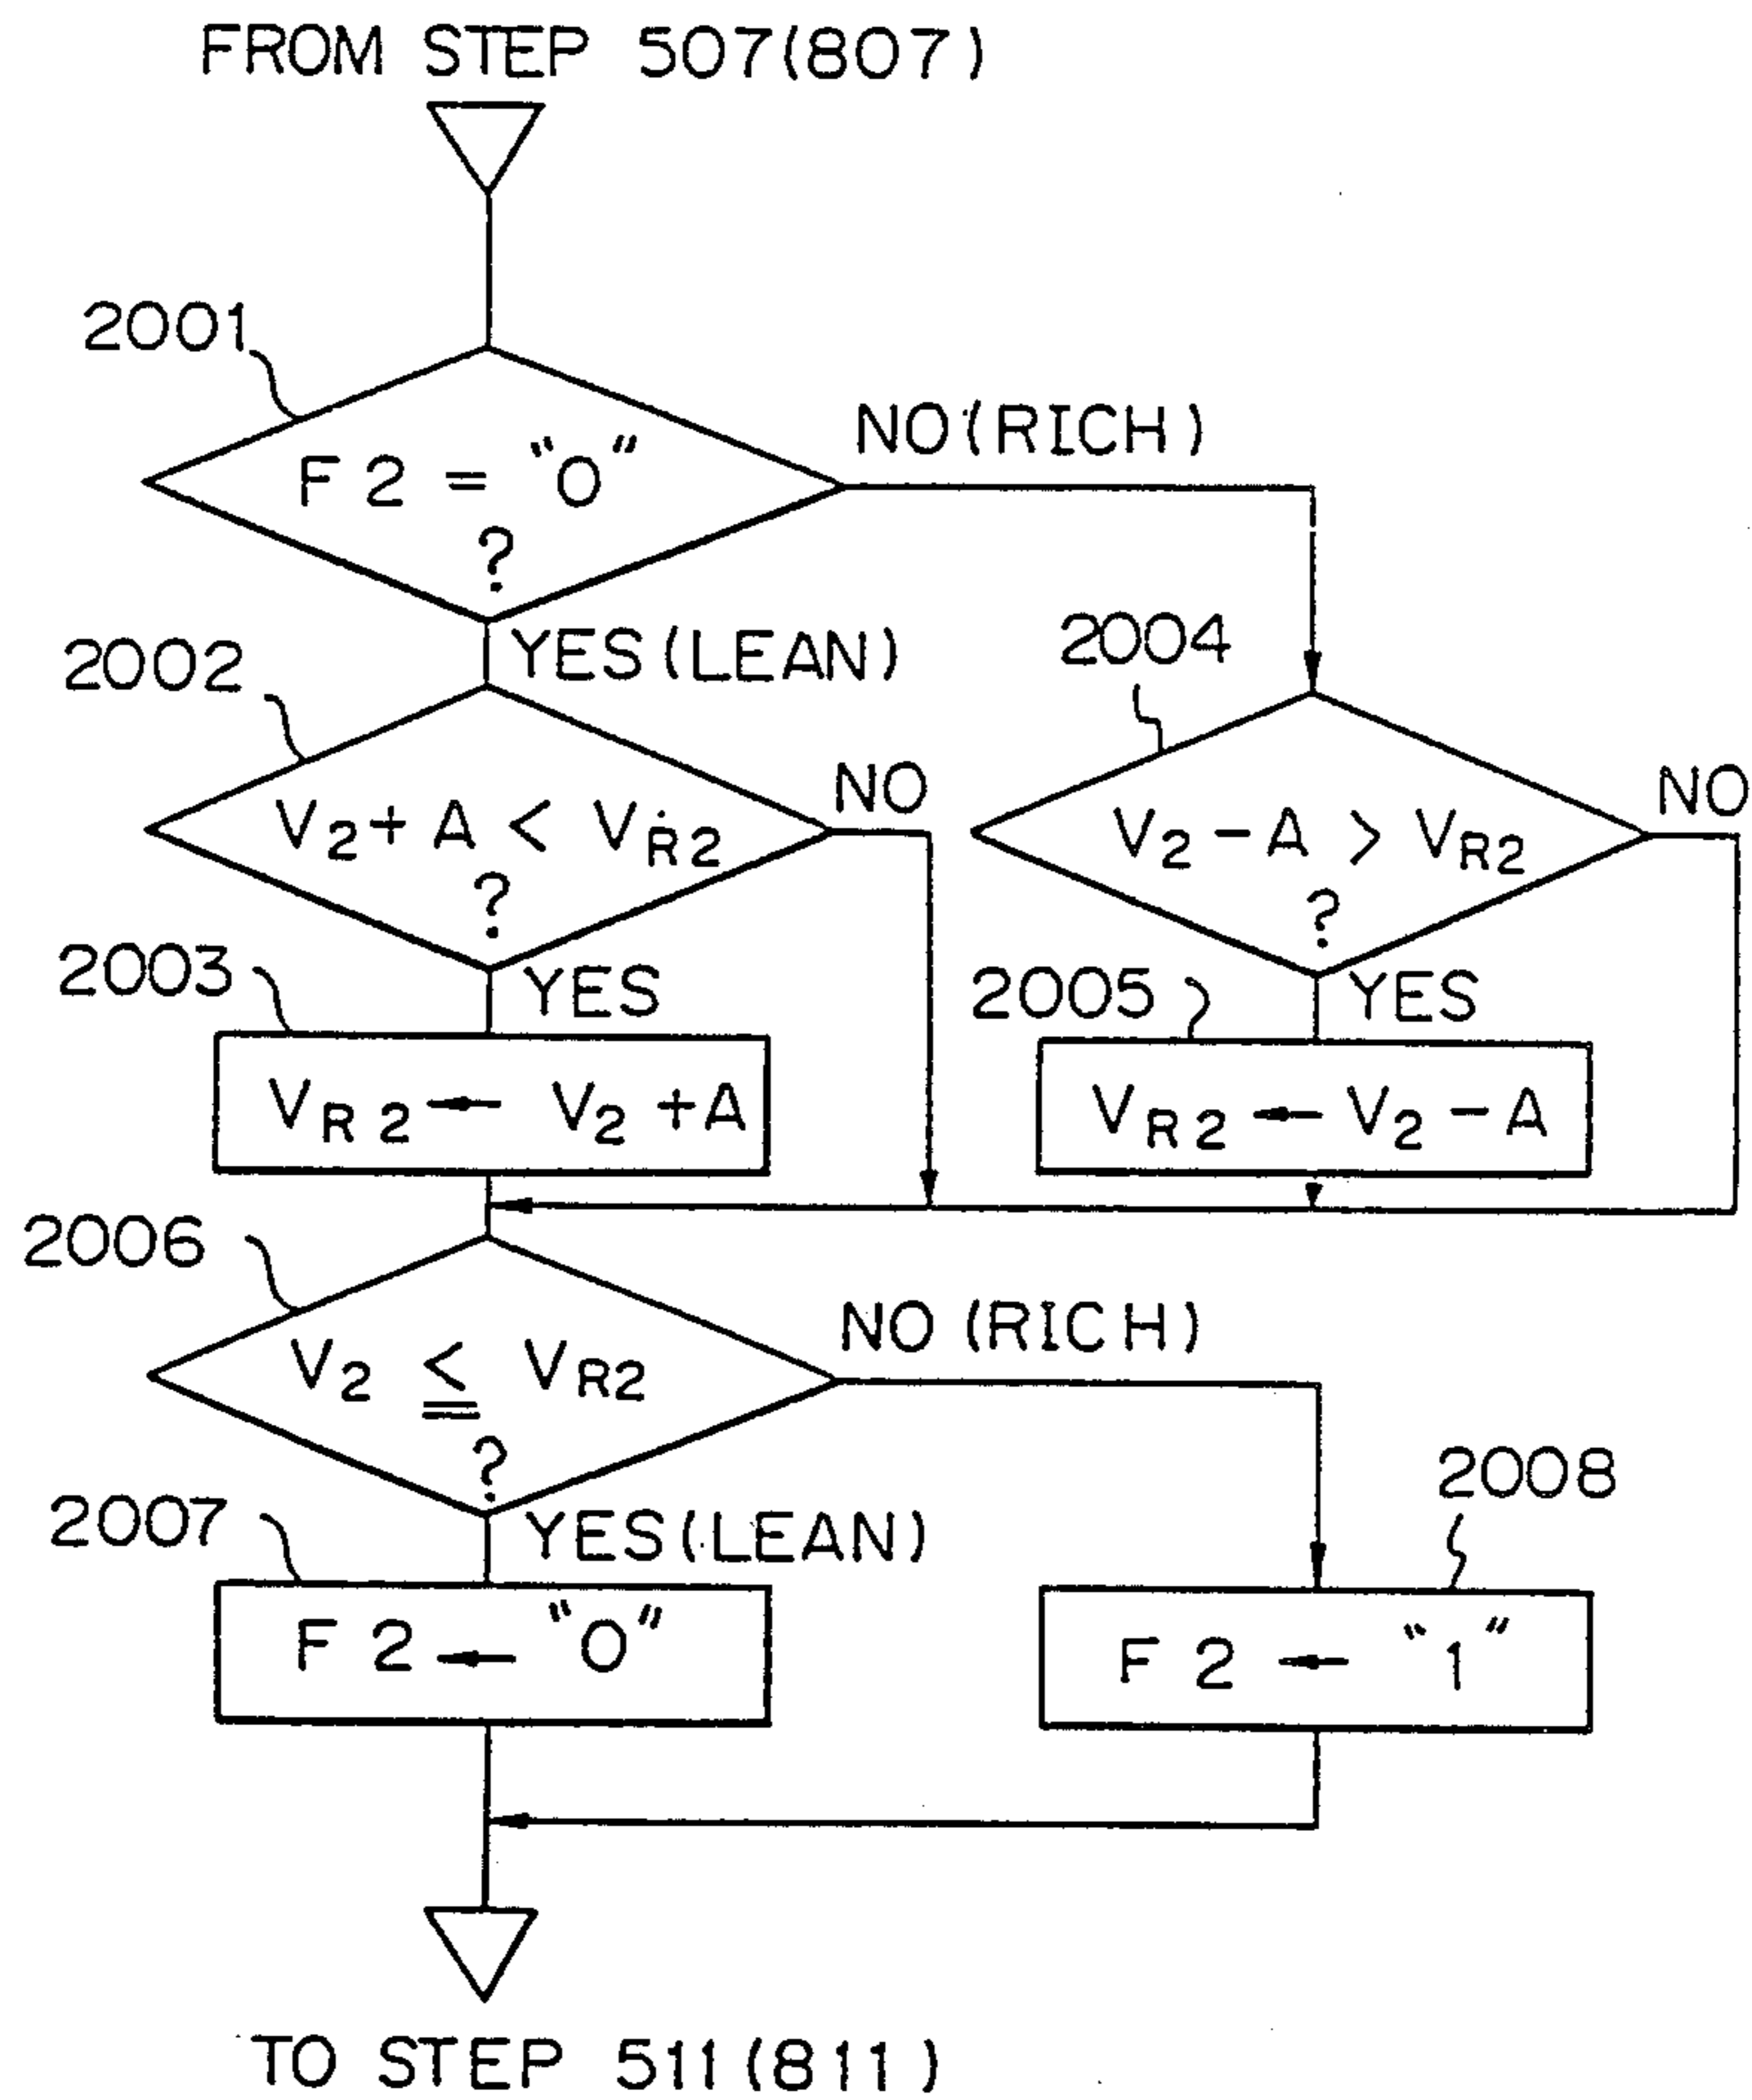 FROM STEP 507(807)
2001
F2 = "0"
?
NO (RICH)
YES (LEAN)
2002
V2 + A < VR2
?
NO
2004
V2 − A > VR2
?
NO
2003
YES
VR2 ← V2 + A
2005
YES
VR2 ← V2 − A
2006
V2 ≦ VR2
?
NO (RICH)
2007
YES (LEAN)
F2 ← "0"
2008
F2 ← "1"
TO STEP 511(811)